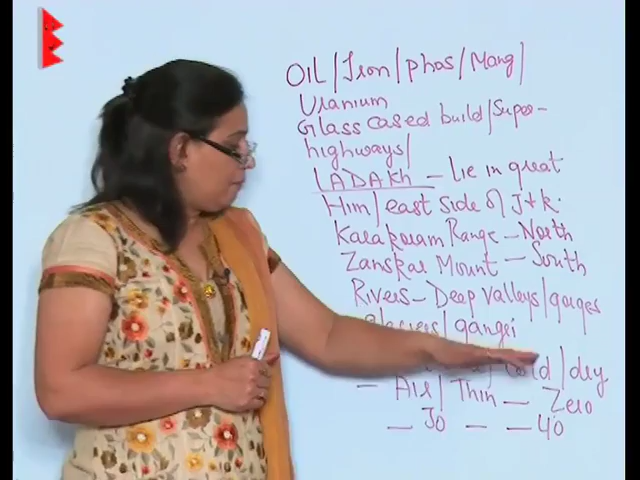 OIL/Iron/phos/Mang/
Uranium
Glass cased build/Super-
highways/
LADAKh – Lie in great
Him/east side of J+k.
Karakoram Range – North
Zanskar Mount – South
Rivers – Deep valleys/gorges
Glaciers/gangri
Cold/dry
– Air/Thin – Zero
– 30 – – 40